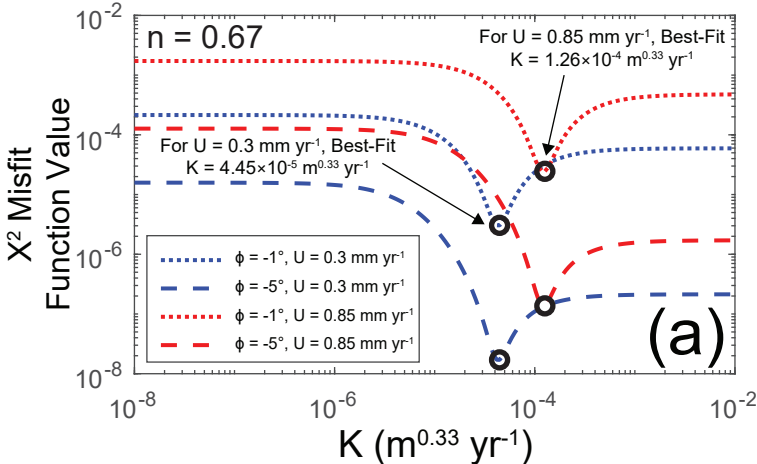 n = 0.67
For U = 0.85 mm yr⁻¹, Best-Fit
K = 1.26×10⁻⁴ m⁰·³³ yr⁻¹
For U = 0.3 mm yr⁻¹, Best-Fit
K = 4.45×10⁻⁵ m⁰·³³ yr⁻¹
10⁻²
10⁻⁴
10⁻⁶
10⁻⁸
X² Misfit
Function Value
ϕ = -1°, U = 0.3 mm yr⁻¹
ϕ = -5°, U = 0.3 mm yr⁻¹
ϕ = -1°, U = 0.85 mm yr⁻¹
ϕ = -5°, U = 0.85 mm yr⁻¹
(a)
10⁻⁸ 10⁻⁶ 10⁻⁴ 10⁻²
K (m⁰·³³ yr⁻¹)